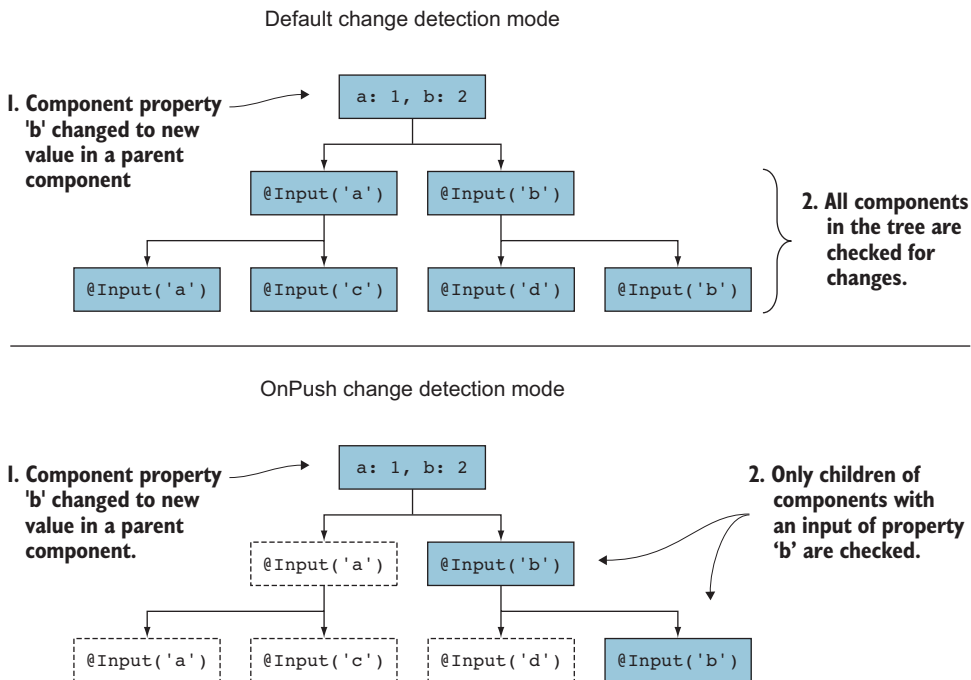 Default change detection mode
1. Component property
'b' changed to new
value in a parent
component
a: 1, b: 2
@Input('a')
@Input('b')
2. All components
in the tree are
checked for
changes.
@Input('a')
@Input('c')
@Input('d')
@Input('b')
OnPush change detection mode
1. Component property
'b' changed to new
value in a parent
component.
a: 1, b: 2
2. Only children of
components with
an input of property
‘b’ are checked.
@Input('a')
@Input('b')
@Input('a')
@Input('c')
@Input('d')
@Input('b')